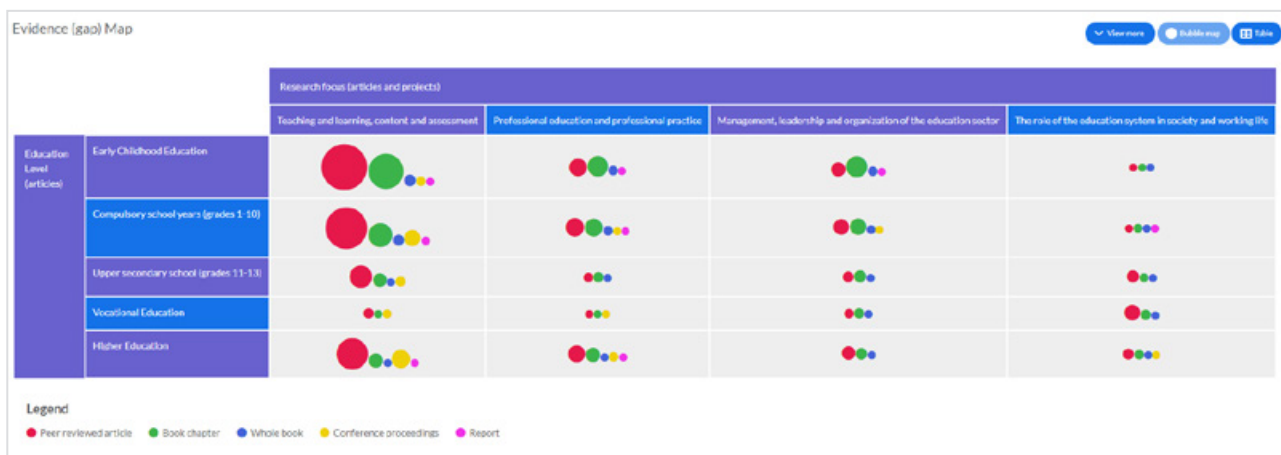 Evidence (gap) Map
View more
Bubble map
Table
Research focus (articles and projects)
Teaching and learning, content and assessment
Professional education and professional practice
Management, leadership and organization of the education sector
The role of the education system in society and working life
Education
Level
(articles)
Early Childhood Education
Compulsory school years (grades 1-10)
Upper secondary school (grades 11-13)
Vocational Education
Higher Education
Legend
Peer reviewed article
Book chapter
Whole book
Conference proceedings
Report